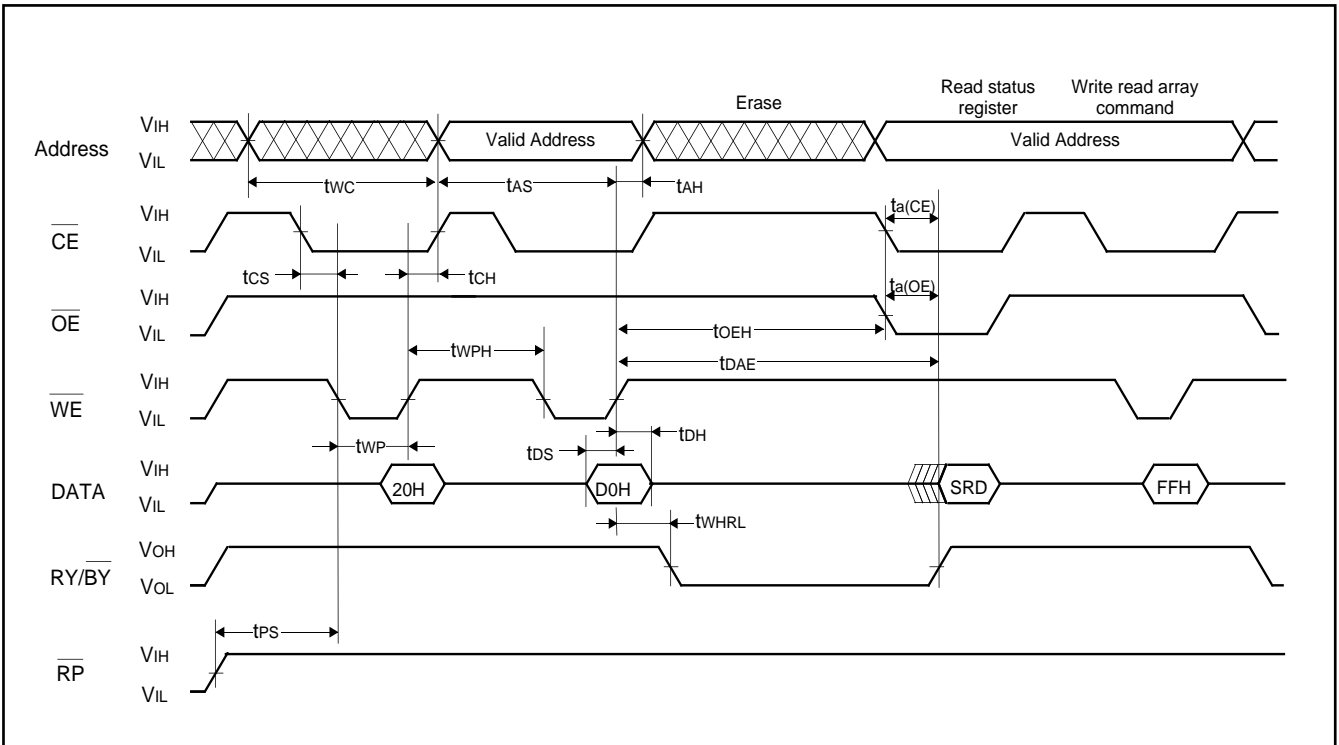 Erase
Read status
register
Write read array
command
Address
VIH
VIL
Valid Address
Valid Address
tWC
tAS
tAH
CE
VIH
VIL
ta(CE)
tCS
tCH
OE
VIH
VIL
ta(OE)
tOEH
tWPH
tDAE
WE
VIH
VIL
tWP
tDS
tDH
DATA
VIH
VIL
20H
D0H
SRD
FFH
tWHRL
RY/BY
VOH
VOL
tPS
RP
VIH
VIL